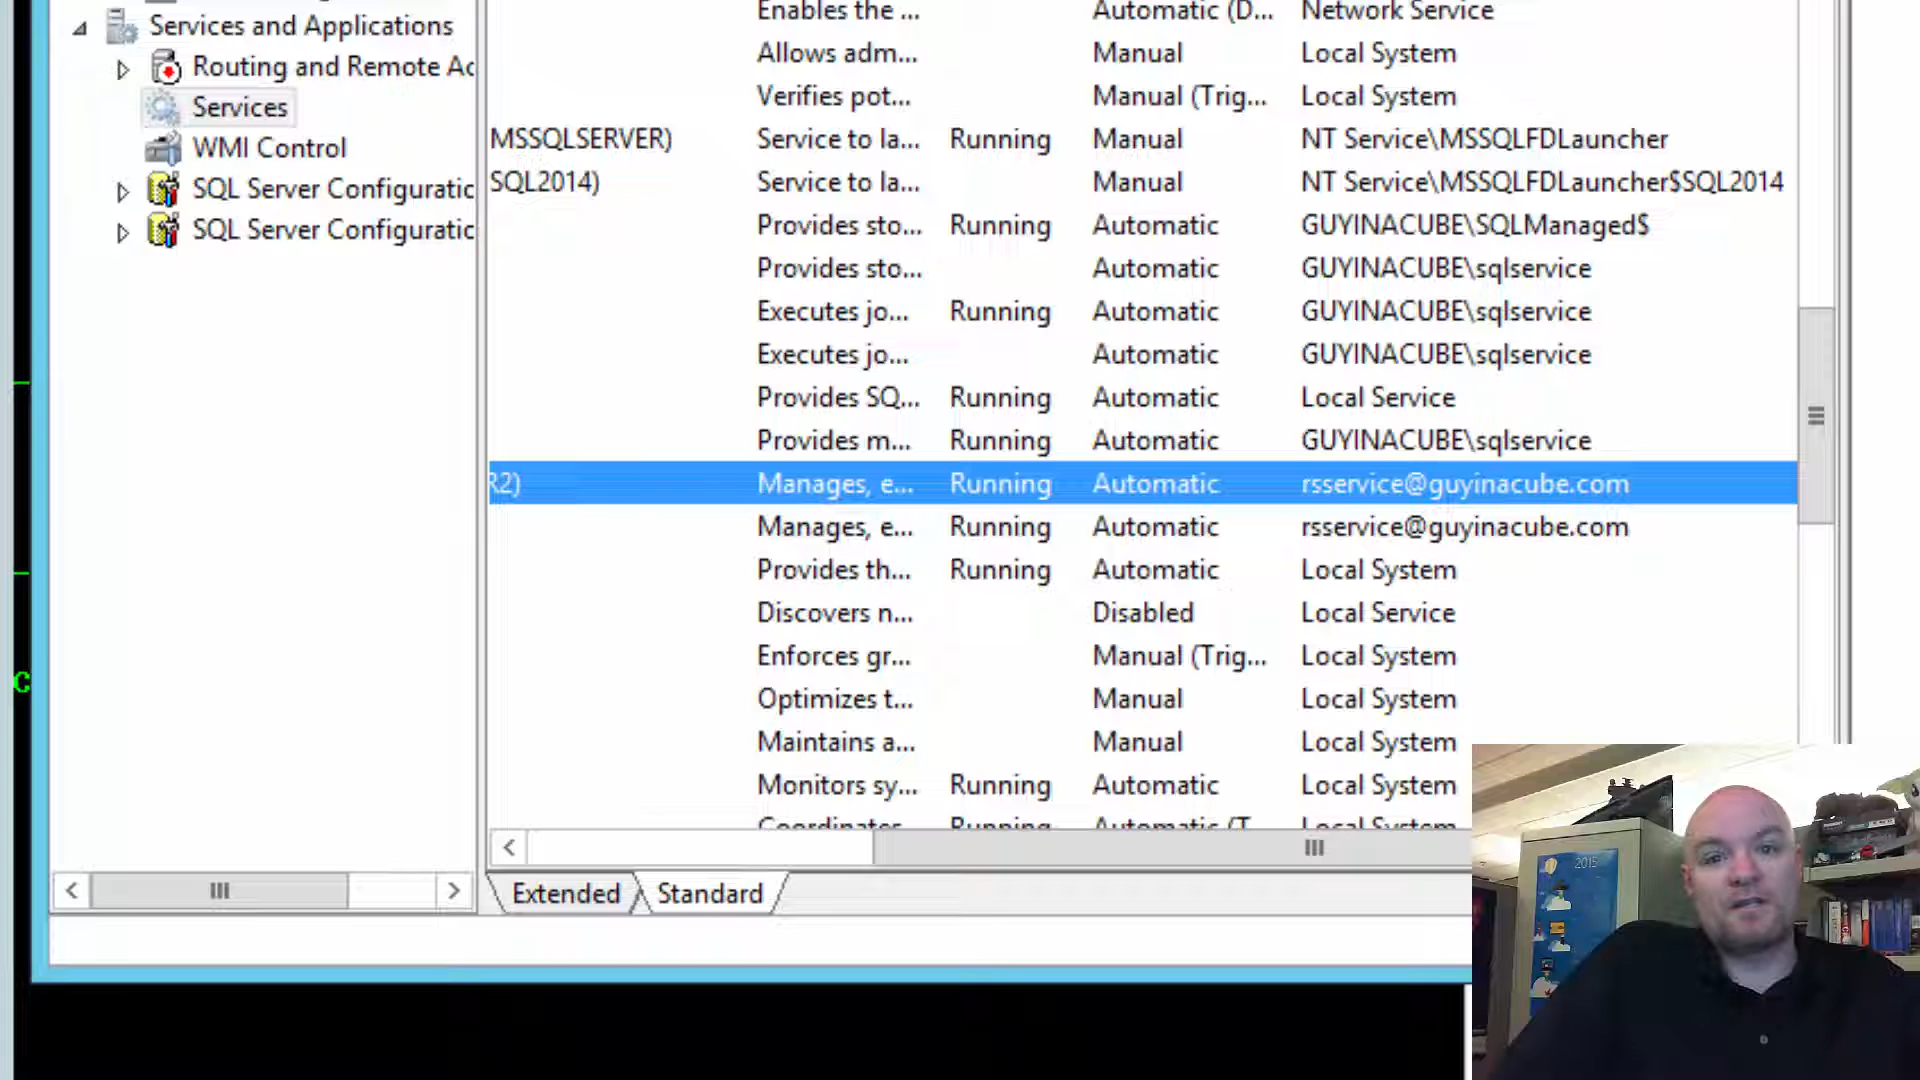 Services and Applications
Routing and Remote Ac
Services
WMI Control
SQL Server Configuratic
SQL Server Configuratic
Enables the ... Automatic (D... Network Service
Allows adm... Manual Local System
Verifies pot... Manual (Trig... Local System
MSSQLSERVER) Service to la... Running Manual NT Service\MSSQLFDLauncher
SQL2014) Service to la... Manual NT Service\MSSQLFDLauncher$SQL2014
Provides sto... Running Automatic GUYINACUBE\SQLManaged$
Provides sto... Automatic GUYINACUBE\sqlservice
Executes jo... Running Automatic GUYINACUBE\sqlservice
Executes jo... Automatic GUYINACUBE\sqlservice
Provides SQ... Running Automatic Local Service
Provides m... Running Automatic GUYINACUBE\sqlservice
R2) Manages, e... Running Automatic rsservice@guyinacube.com
Manages, e... Running Automatic rsservice@guyinacube.com
Provides th... Running Automatic Local System
Discovers n... Disabled Local Service
Enforces gr... Manual (Trig... Local System
Optimizes t... Manual Local System
Maintains a... Manual Local System
Monitors sy... Running Automatic Local System
Coordinates Running Automatic (T Local System
Extended Standard
C
2015